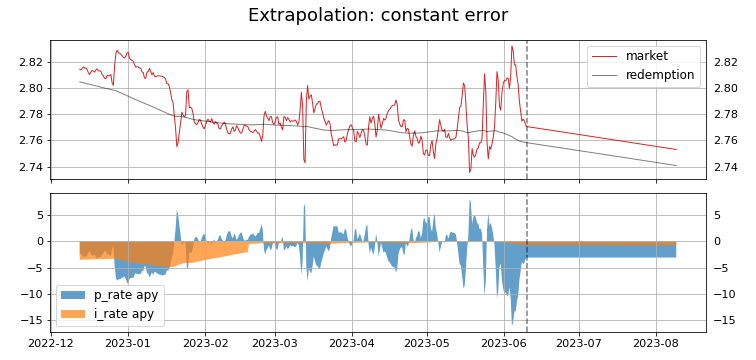 Extrapolation: constant error
2.82 2.82
2.80 2.80
2.78 2.78
2.76 2.76
2.74 2.74
market
redemption
5 5
0 0
−5 −5
−10 −10
−15 −15
p_rate apy
i_rate apy
2022-12 2023-01 2023-02 2023-03 2023-04 2023-05 2023-06 2023-07 2023-08